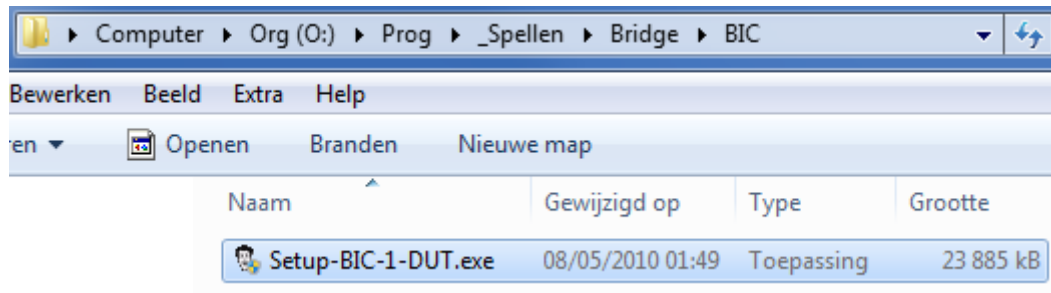 Computer Org (O:) Prog _Spellen Bridge BIC
Bewerken Beeld Extra Help
ren Openen Branden Nieuwe map
Naam Gewijzigd op Type Grootte
Setup-BIC-1-DUT.exe 08/05/2010 01:49 Toepassing 23 885 kB